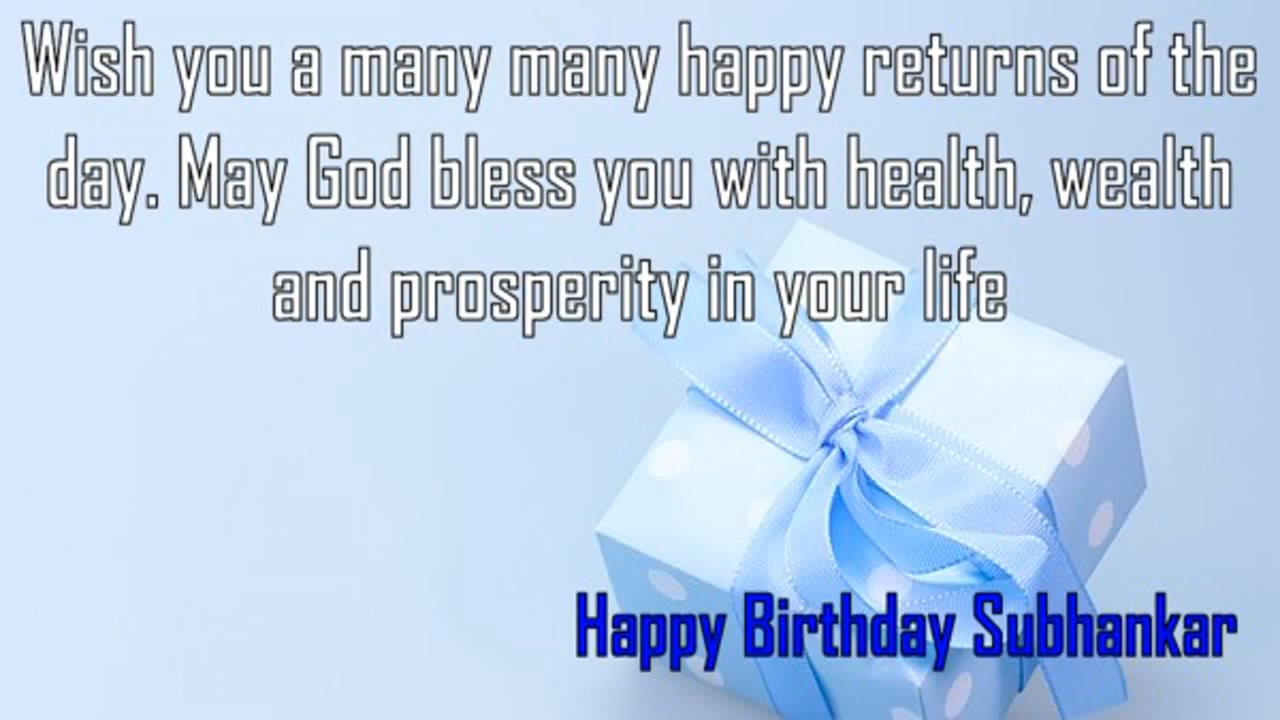 Wish you a many many happy returns of the
day. May God bless you with health, wealth
and prosperity in your life
Happy Birthday Subhankar